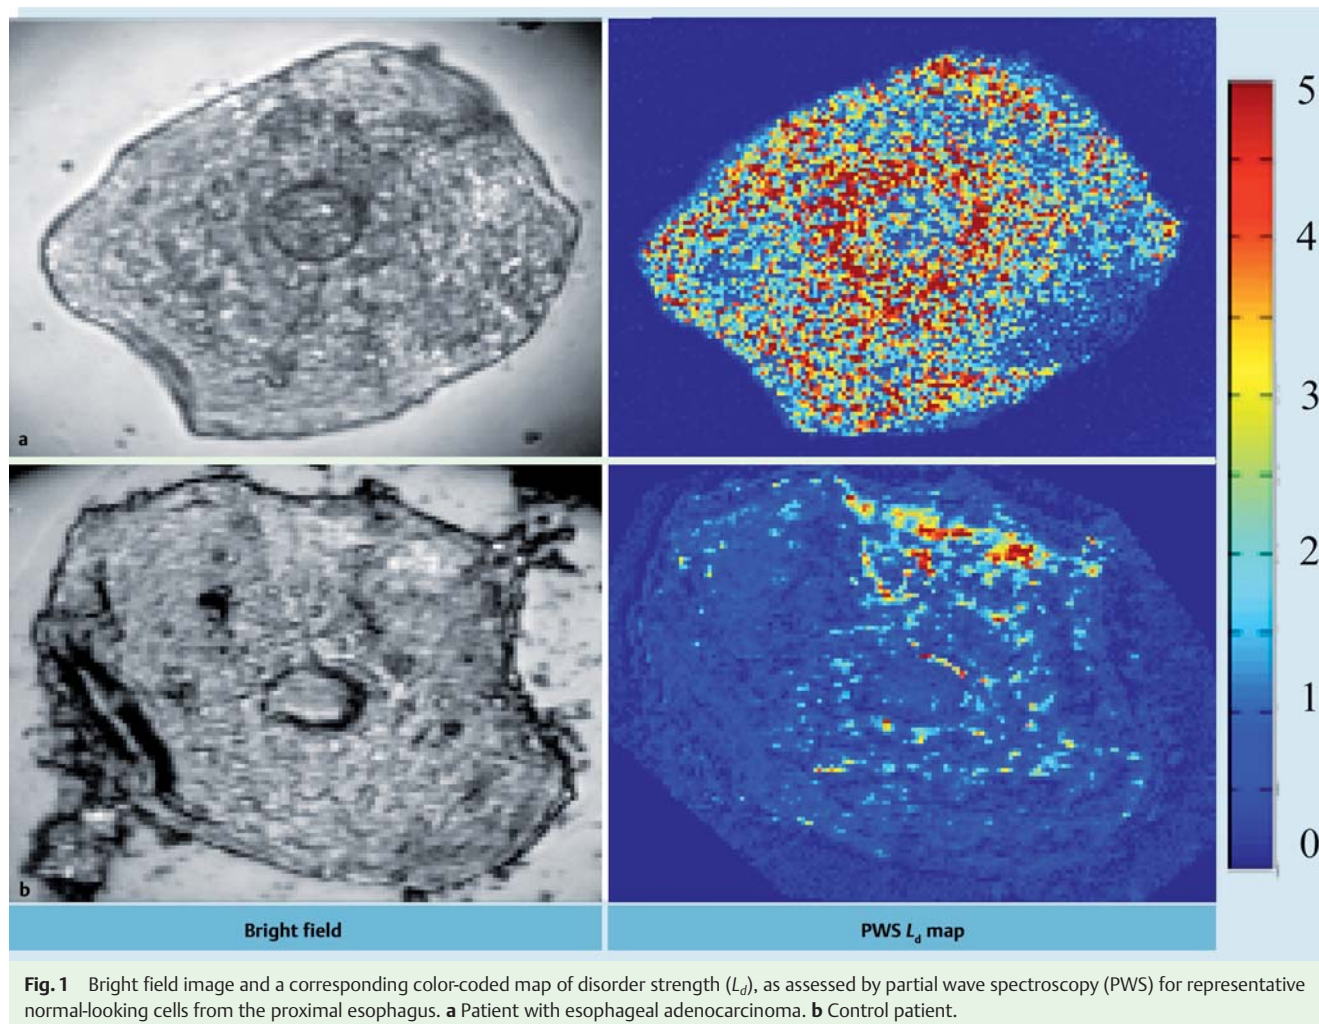 a
5
4
3
2
1
0
b
Bright field
PWS Ld map
Fig. 1 Bright field image and a corresponding color-coded map of disorder strength (Ld), as assessed by partial wave spectroscopy (PWS) for representative
normal-looking cells from the proximal esophagus. a Patient with esophageal adenocarcinoma. b Control patient.